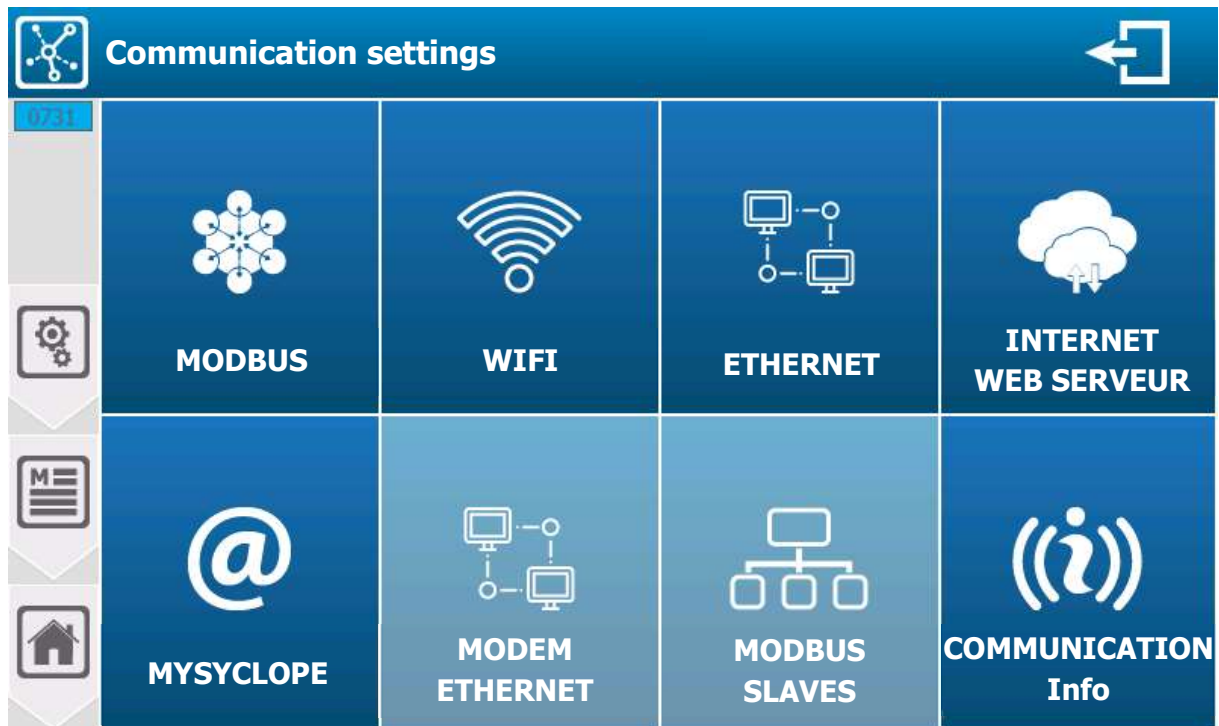 Communication settings
0731
MODBUS
WIFI
ETHERNET
INTERNET
WEB SERVEUR
M
@
MYSYCLOPE
MODEM
ETHERNET
MODBUS
SLAVES
COMMUNICATION
Info